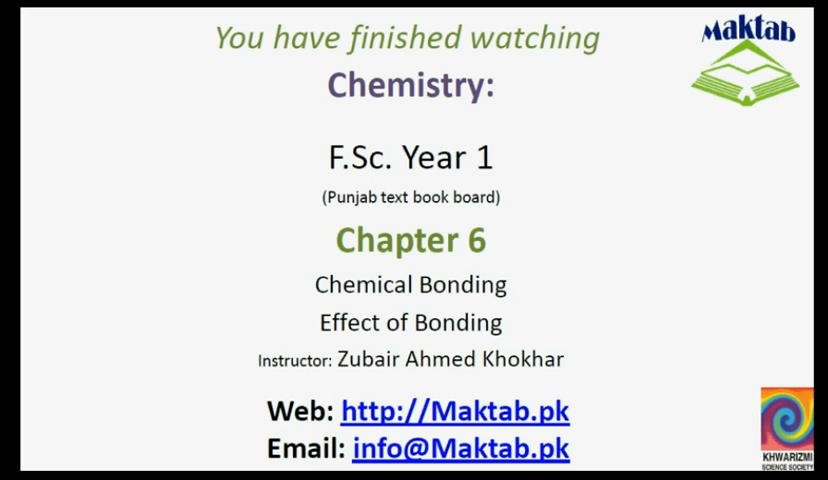 You have finished watching
Maktab
Chemistry:
F.Sc. Year 1
(Punjab text book board)
Chapter 6
Chemical Bonding
Effect of Bonding
Instructor: Zubair Ahmed Khokhar
Web: http://Maktab.pk
Email: info@Maktab.pk
KHWARIZMI
SCIENCE SOCIETY